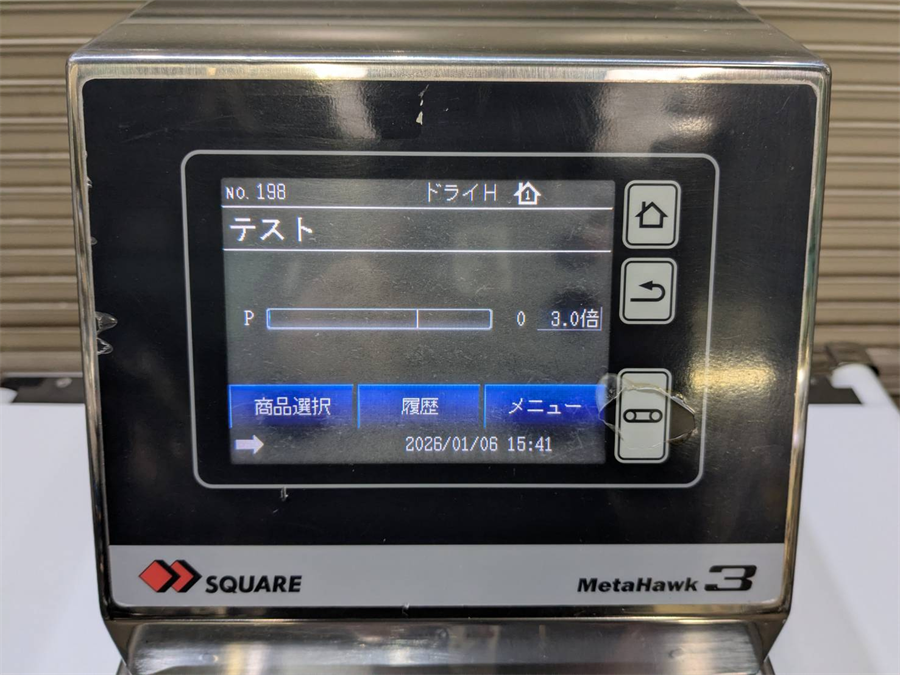 NO. 198 ドライH 1
テスト
P 0 3.0倍
商品選択 履歴 メニュー
2026/01/06 15:41
SQUARE MetaHawk 3